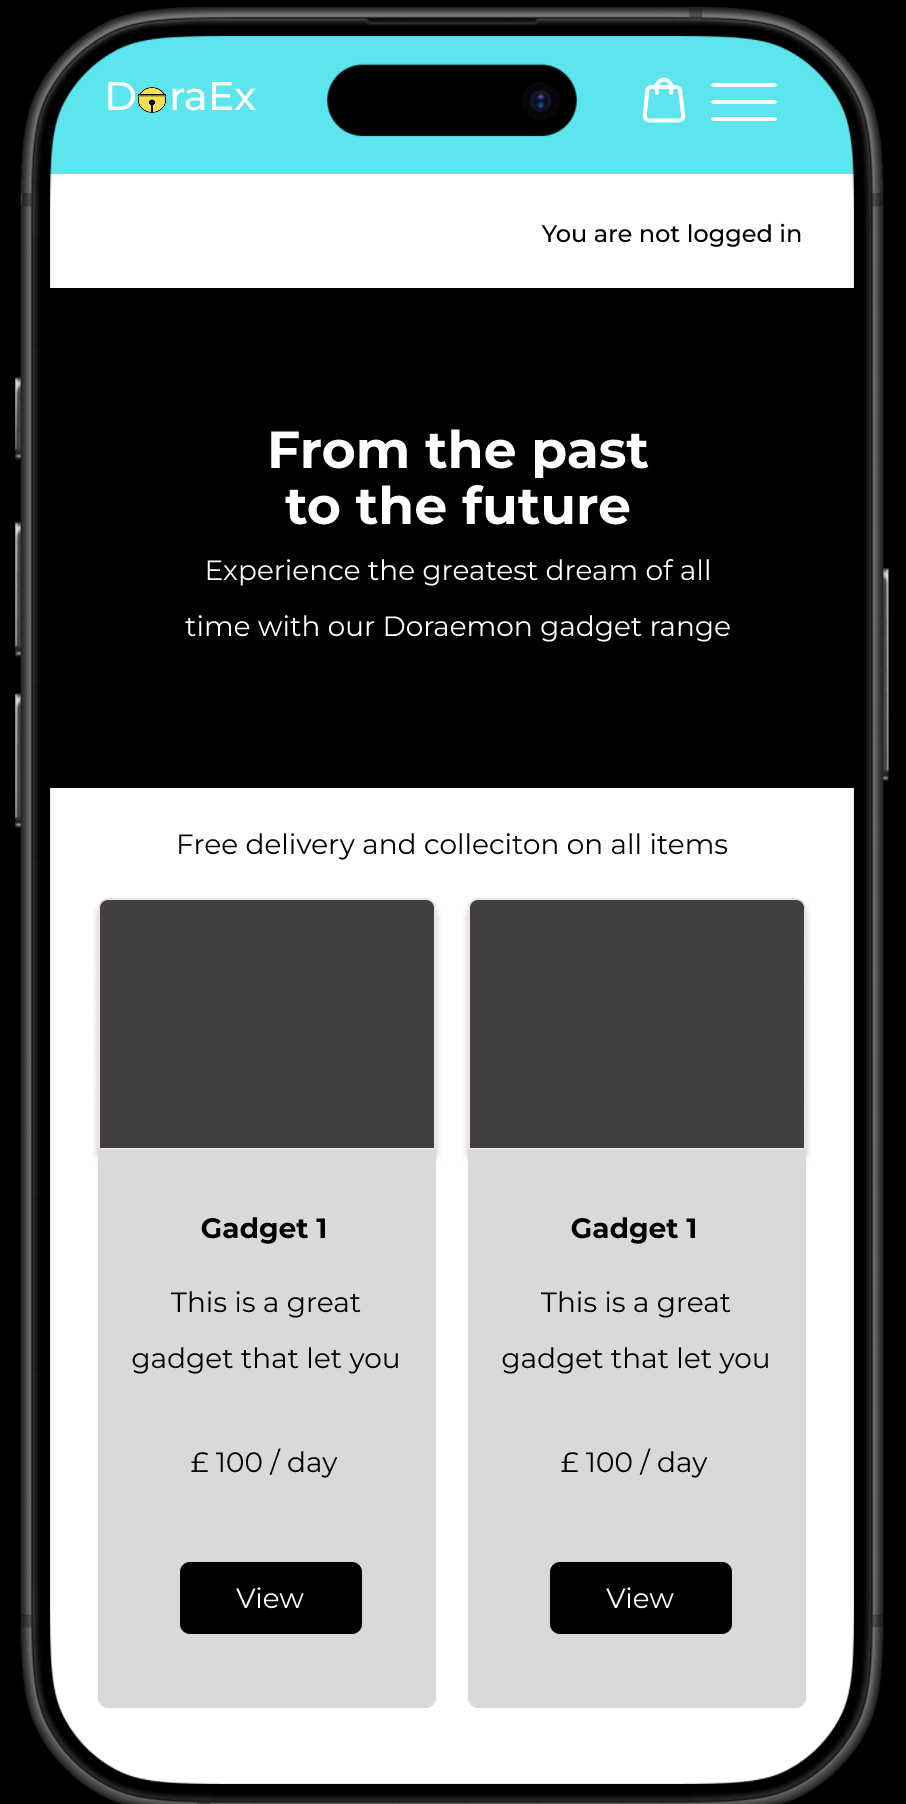 DoraEx
You are not logged in
From the past
to the future
Experience the greatest dream of all
time with our Doraemon gadget range
Free delivery and colleciton on all items
Gadget 1
This is a great
gadget that let you
£ 100 / day
View
Gadget 1
This is a great
gadget that let you
£ 100 / day
View